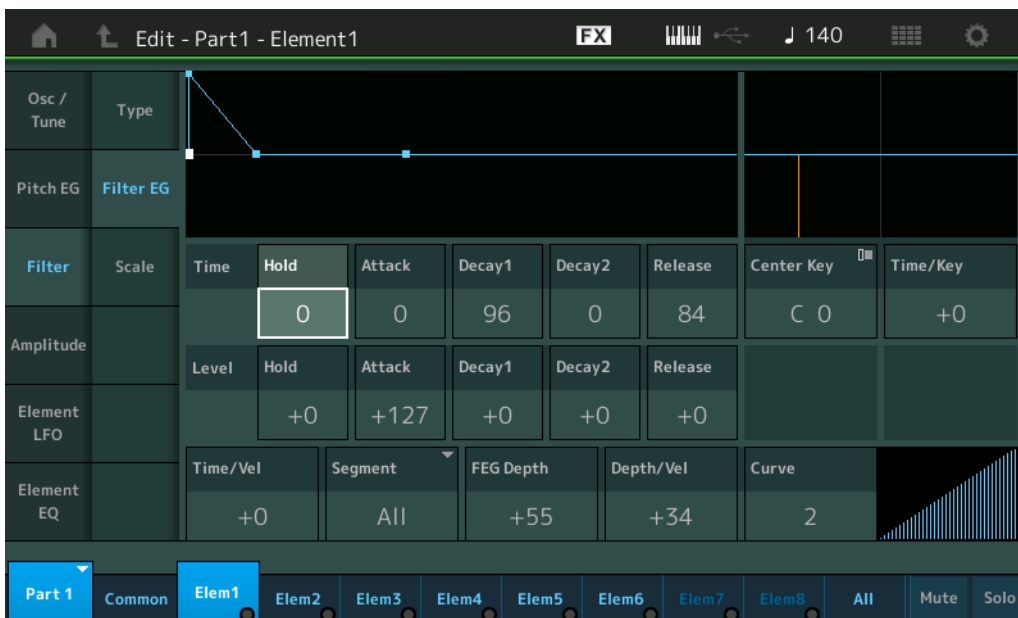 Edit - Part1 - Element1 FX ♩ 140
Osc / Tune
Type
Pitch EG
Filter EG
Filter
Scale
Amplitude
Element LFO
Element EQ
Time Hold Attack Decay1 Decay2 Release Center Key Time/Key
0 0 96 0 84 C 0 +0
Level Hold Attack Decay1 Decay2 Release
+0 +127 +0 +0 +0
Time/Vel Segment FEG Depth Depth/Vel Curve
+0 All +55 +34 2
Part 1 Common Elem1 Elem2 Elem3 Elem4 Elem5 Elem6 Elem7 Elem8 All Mute Solo